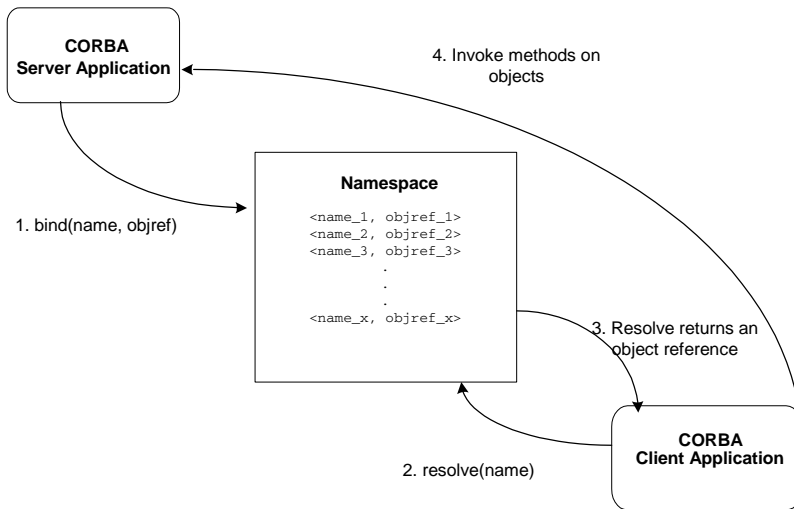 CORBA
Server Application
4. Invoke methods on
objects
Namespace
<name_1, objref_1>
<name_2, objref_2>
<name_3, objref_3>
.
.
.
<name_x, objref_x>
1. bind(name, objref)
3. Resolve returns an
object reference
2. resolve(name)
CORBA
Client Application